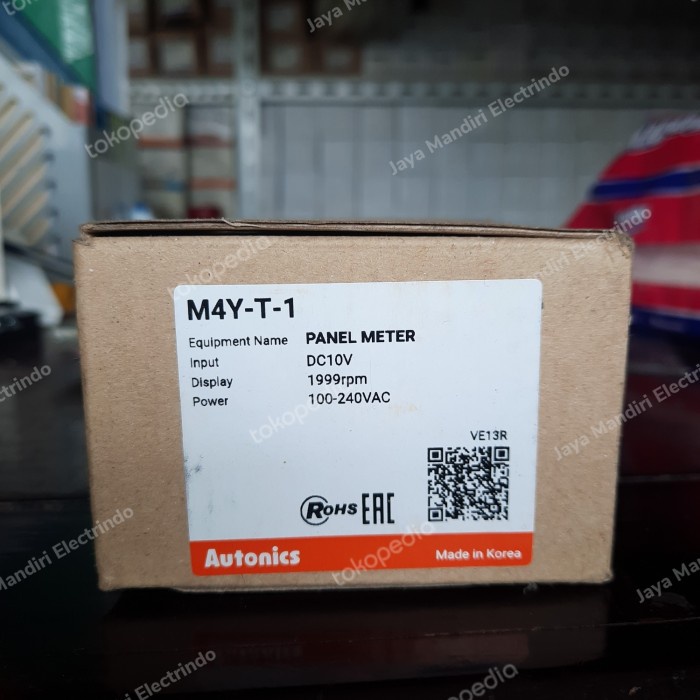 M4Y-T-1
Equipment Name PANEL METER
Input DC10V
Display 1999rpm
Power 100-240VAC
VE13R
RoHS EAC
Autonics Made in Korea
tokopedia
Jaya Mandiri Electrindo